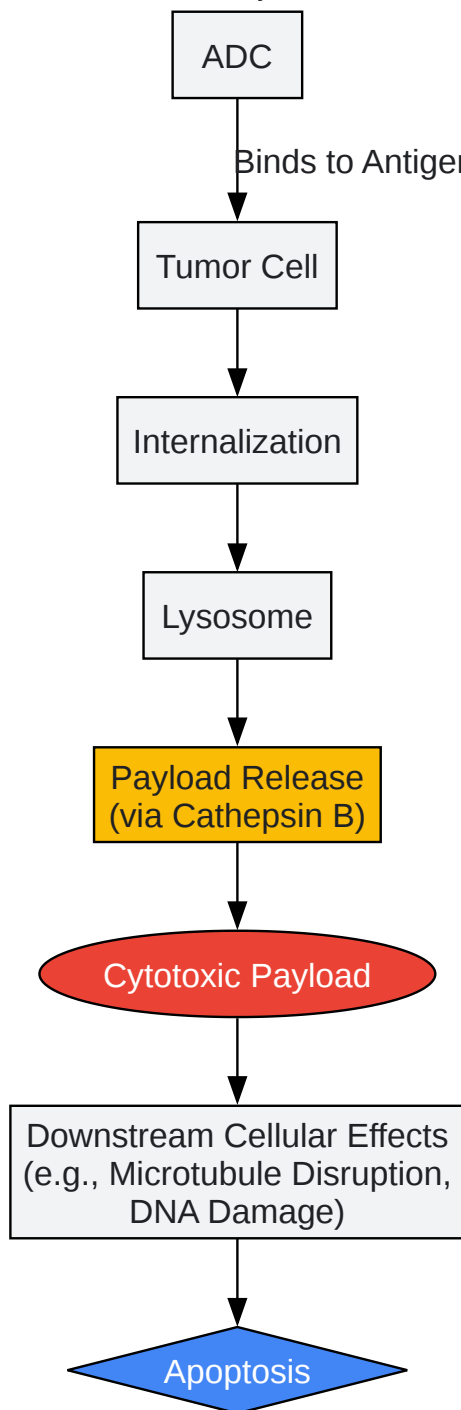 ADC
Binds to Antigen
Tumor Cell
Internalization
Lysosome
Payload Release
(via Cathepsin B)
Cytotoxic Payload
Downstream Cellular Effects
(e.g., Microtubule Disruption,
DNA Damage)
Apoptosis